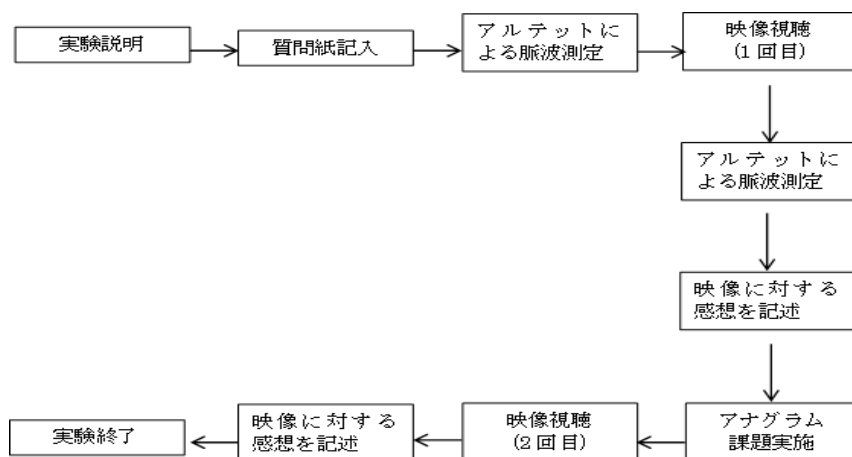 実験説明
質問紙記入
アルテットに
よる脈波測定
映像視聴
(1回目)
アルテットに
よる脈波測定
映像に対する
感想を記述
アナグラム
課題実施
映像視聴
(2回目)
映像に対する
感想を記述
実験終了